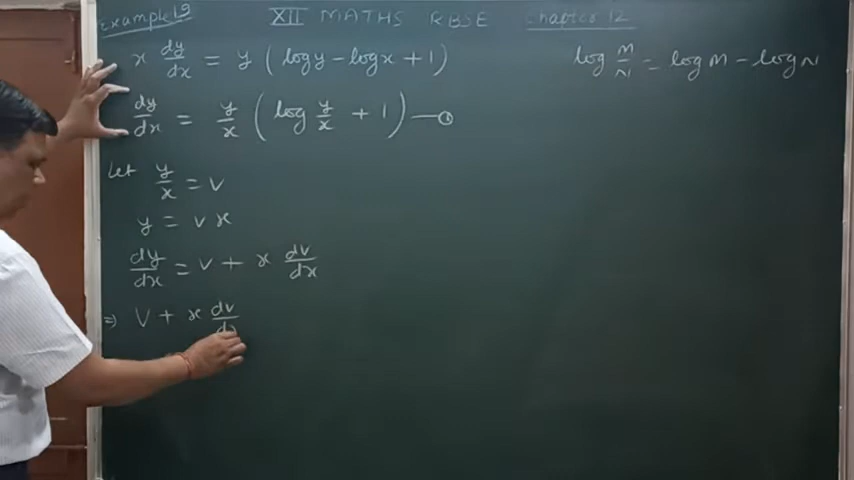 Example 19
XII MATHS RBSE chapter 12
x dy/dx = y (log y - log x + 1)
log M/N = log M - log N
dy/dx = y/x (log y/x + 1) — ①
Let y/x = v
y = v x
dy/dx = v + x dv/dx
⇒ V + x dv/dx